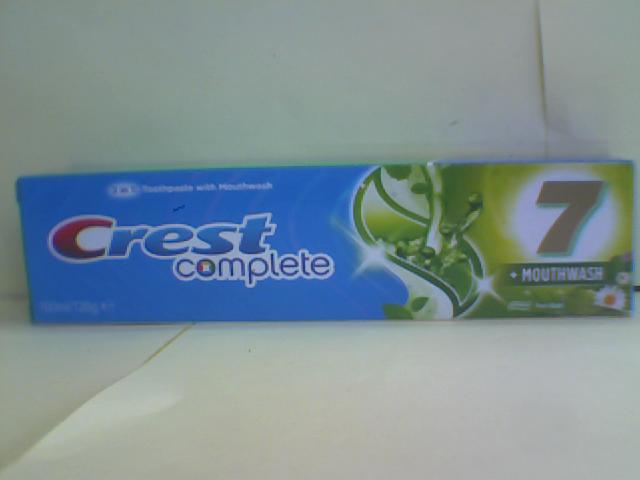 Toothpaste with Mouthwash
Crest
complete
7
+ MOUTHWASH